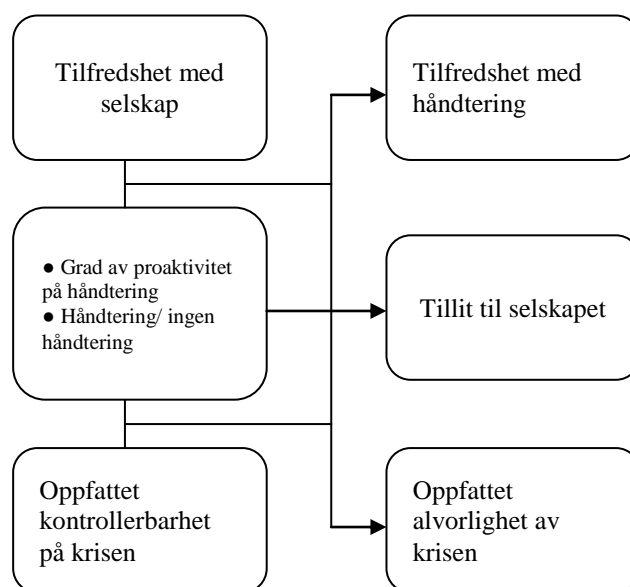 Tilfredshet med
selskap
Tilfredshet med
håndtering
● Grad av proaktivitet
på håndtering
● Håndtering/ ingen
håndtering
Tillit til selskapet
Oppfattet
kontrollerbarhet
på krisen
Oppfattet
alvorlighet av
krisen